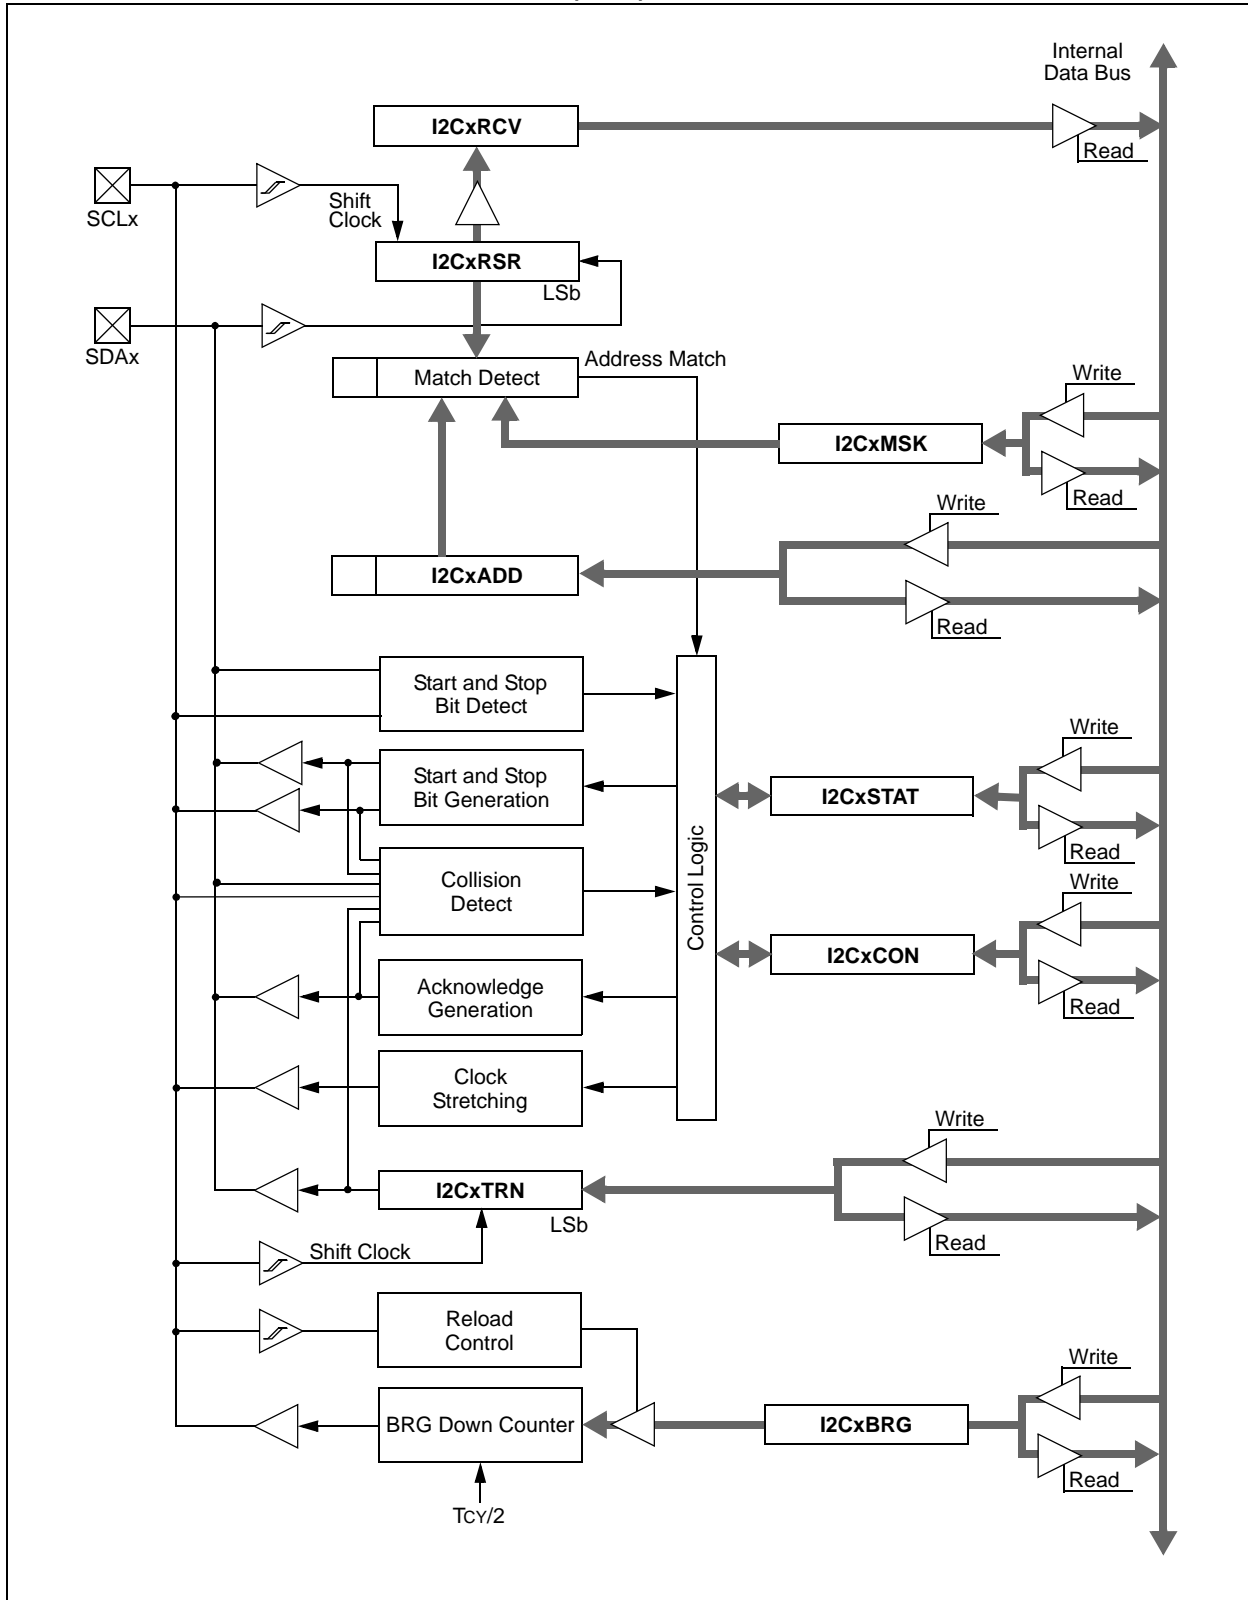 Internal
Data Bus
I2CxRCV
Read
SCLx
Shift
Clock
I2CxRSR
LSb
SDAx
Match Detect
Address Match
Write
I2CxMSK
Read
Write
I2CxADD
Read
Start and Stop
Bit Detect
Start and Stop
Bit Generation
Write
I2CxSTAT
Read
Collision
Detect
Control Logic
Write
I2CxCON
Read
Acknowledge
Generation
Clock
Stretching
Write
I2CxTRN
LSb
Read
Shift Clock
Reload
Control
Write
BRG Down Counter
I2CxBRG
Read
TCY/2